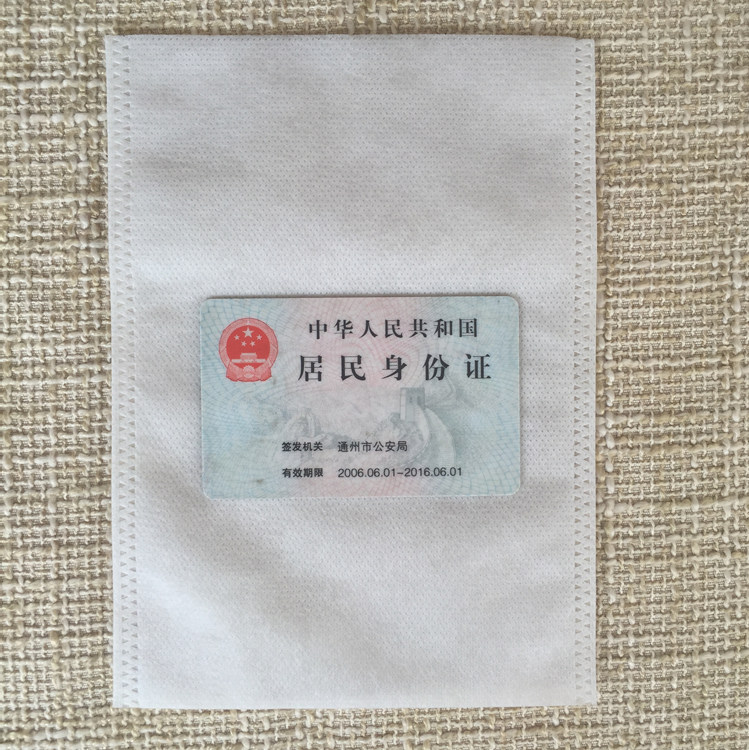 中华人民共和国
居民身份证
签发机关 通州市公安局
有效期限 2006.06.01-2016.06.01